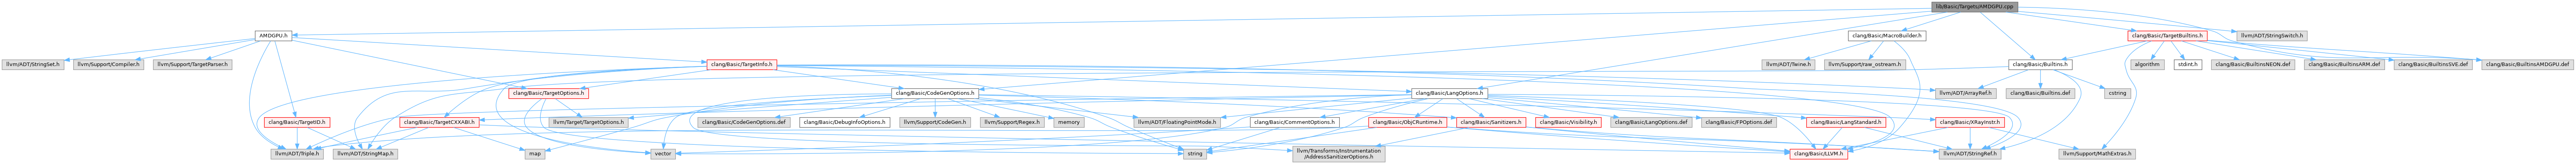 lib/Basic/Targets/AMDGPU.cpp
AMDGPU.h
clang/Basic/MacroBuilder.h
clang/Basic/TargetBuiltins.h
llvm/ADT/StringSwitch.h
llvm/ADT/StringSet.h
llvm/Support/Compiler.h
llvm/Support/TargetParser.h
clang/Basic/TargetInfo.h
llvm/ADT/Twine.h
llvm/Support/raw_ostream.h
clang/Basic/Builtins.h
algorithm
stdint.h
clang/Basic/BuiltinsNEON.def
clang/Basic/BuiltinsARM.def
clang/Basic/BuiltinsSVE.def
clang/Basic/BuiltinsAMDGPU.def
clang/Basic/TargetOptions.h
clang/Basic/CodeGenOptions.h
clang/Basic/LangOptions.h
llvm/ADT/ArrayRef.h
clang/Basic/Builtins.def
cstring
clang/Basic/TargetID.h
clang/Basic/TargetCXXABI.h
llvm/Target/TargetOptions.h
clang/Basic/CodeGenOptions.def
clang/Basic/DebugInfoOptions.h
llvm/Support/CodeGen.h
llvm/Support/Regex.h
memory
llvm/ADT/FloatingPointMode.h
clang/Basic/CommentOptions.h
clang/Basic/ObjCRuntime.h
clang/Basic/Sanitizers.h
clang/Basic/Visibility.h
clang/Basic/LangOptions.def
clang/Basic/FPOptions.def
clang/Basic/LangStandard.h
clang/Basic/XRayInstr.h
llvm/ADT/Triple.h
llvm/ADT/StringMap.h
map
vector
string
llvm/Transforms/Instrumentation
/AddressSanitizerOptions.h
clang/Basic/LLVM.h
llvm/ADT/StringRef.h
llvm/Support/MathExtras.h